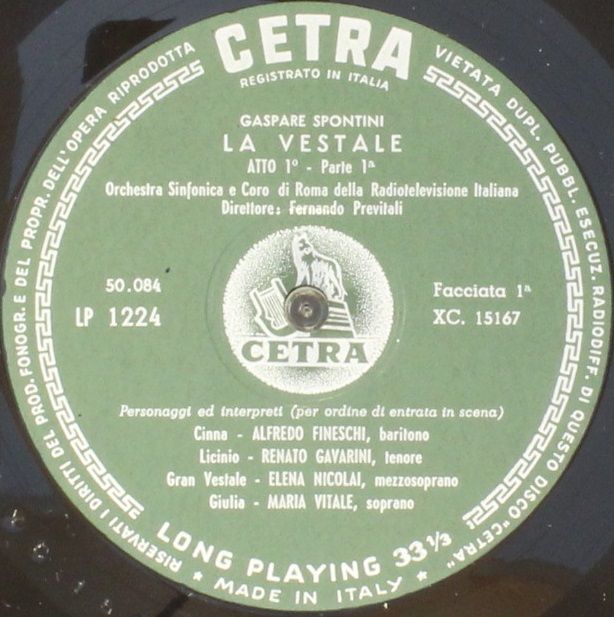 CETRA
REGISTRATO IN ITALIA
GASPARE SPONTINI
LA VESTALE
ATTO 1º - Parte 1ª
Orchestra Sinfonica e Coro di Roma della Radiotelevisione Italiana
Direttore: Fernando Previtali
50.084
LP 1224
Facciata 1ª
XC. 15167
CETRA
Personaggi ed interpreti (per ordine di entrata in scena)
Cinna - ALFREDO FINESCHI, baritono
Licinio - RENATO GAVARINI, tenore
Gran Vestale - ELENA NICOLAI, mezzosoprano
Giulia - MARIA VITALE, soprano
LONG PLAYING 33 1/3
★ MADE IN ITALY ★
RISERVATI I DIRITTI DEL PROD. FONOGR. E DEL PROPR. DELL'OPERA RIPRODOTTA
VIETATA DUPL. PUBBL. ESECUZ. RADIODIFF. DI QUESTO DISCO "CETRA"